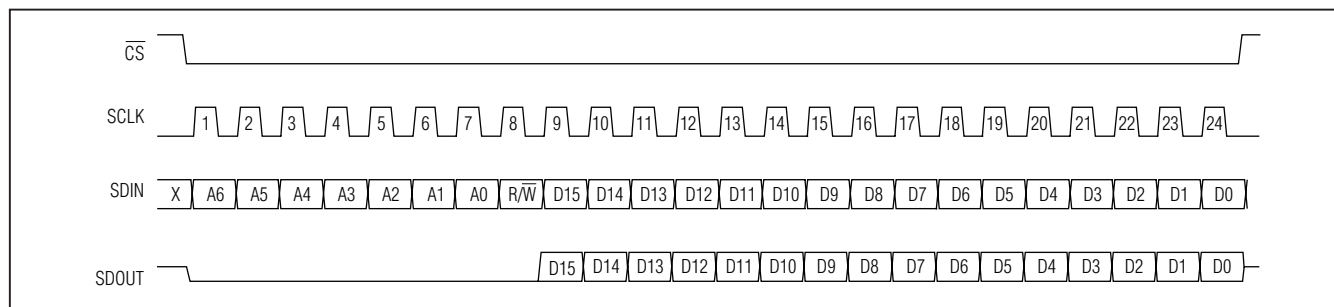 C̅S̅
SCLK 1 2 3 4 5 6 7 8 9 10 11 12 13 14 15 16 17 18 19 20 21 22 23 24
SDIN X A6 A5 A4 A3 A2 A1 A0 R/W̅ D15 D14 D13 D12 D11 D10 D9 D8 D7 D6 D5 D4 D3 D2 D1 D0
SDOUT D15 D14 D13 D12 D11 D10 D9 D8 D7 D6 D5 D4 D3 D2 D1 D0